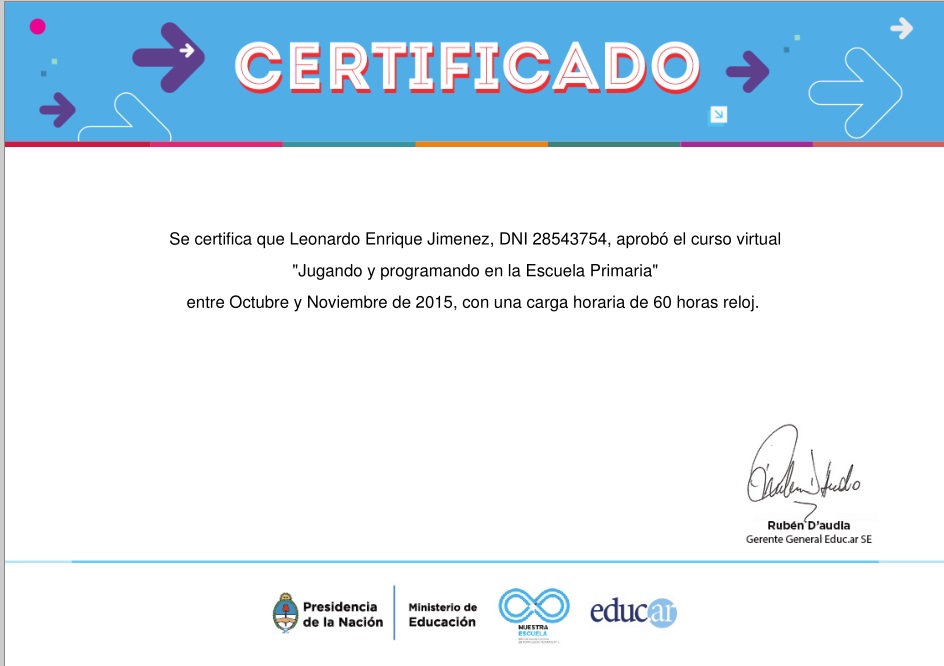 CERTIFICADO
Se certifica que Leonardo Enrique Jimenez, DNI 28543754, aprobó el curso virtual
"Jugando y programando en la Escuela Primaria"
entre Octubre y Noviembre de 2015, con una carga horaria de 60 horas reloj.
Rubén D'audia
Gerente General Educ.ar SE
Presidencia
de la Nación
Ministerio de
Educación
NUESTRA
ESCUELA
educar